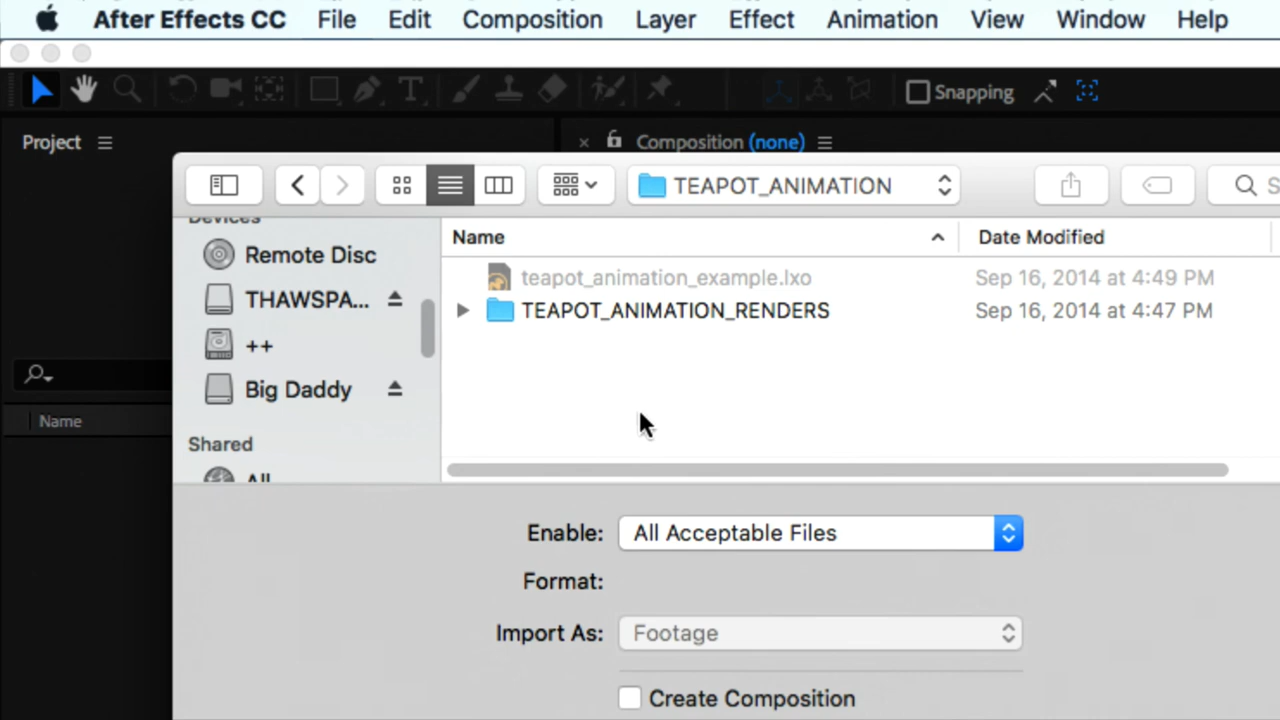 After Effects CC File Edit Composition Layer Effect Animation View Window Help
Snapping
Project
Composition (none)
TEAPOT_ANIMATION
S
Devices
Name Date Modified
Remote Disc
teapot_animation_example.lxo Sep 16, 2014 at 4:49 PM
THAWSPA...
TEAPOT_ANIMATION_RENDERS Sep 16, 2014 at 4:47 PM
++
Big Daddy
Name
Shared
All
Enable: All Acceptable Files
Format:
Import As: Footage
Create Composition